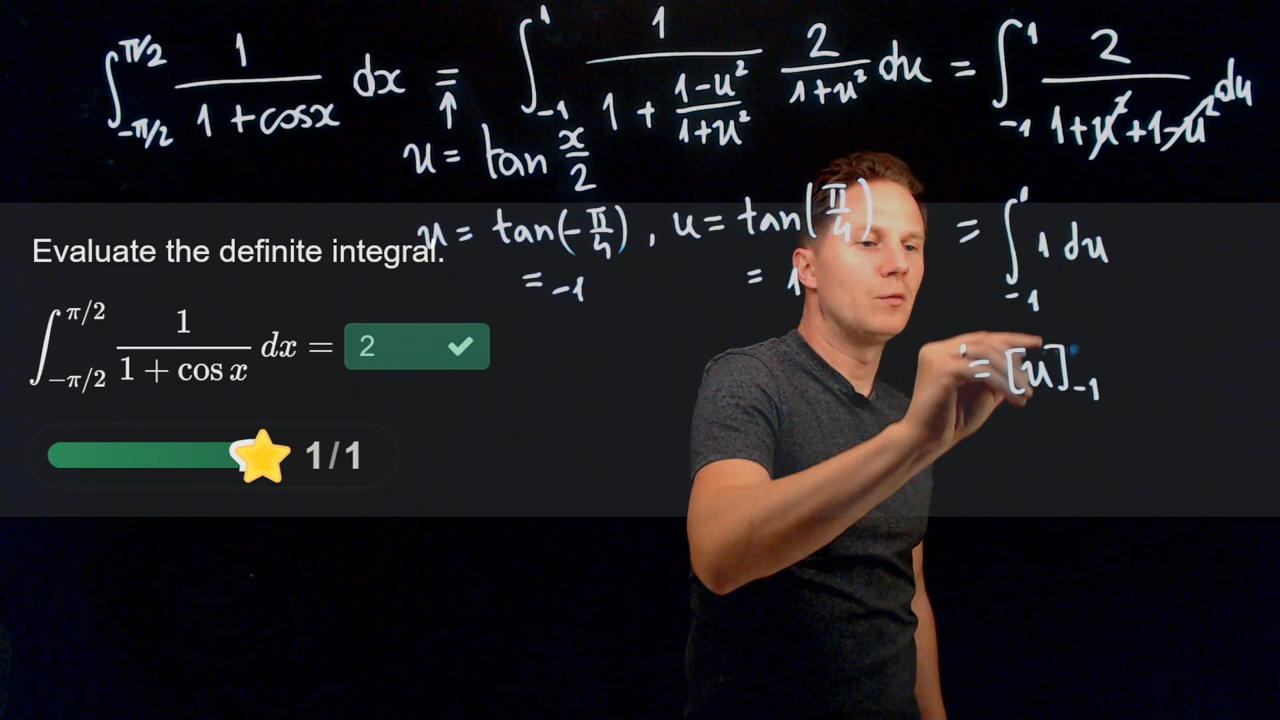 ∫_{-π/2}^{π/2} 1/(1+cosx) dx = ∫_{-1}^{1} 1/(1 + (1-u²)/(1+u²)) 2/(1+u²) du = ∫_{-1}^{1} 2/(1+u²+1-u²) du
↑
u = tan x/2
u = tan(-π/4), u = tan(π/4) = ∫_{-1}^{1} 1 du
= -1 = 1
= [u]_{-1}
Evaluate the definite integral.
∫_{-π/2}^{π/2} 1/(1 + cos x) dx = 2 ✓
1/1